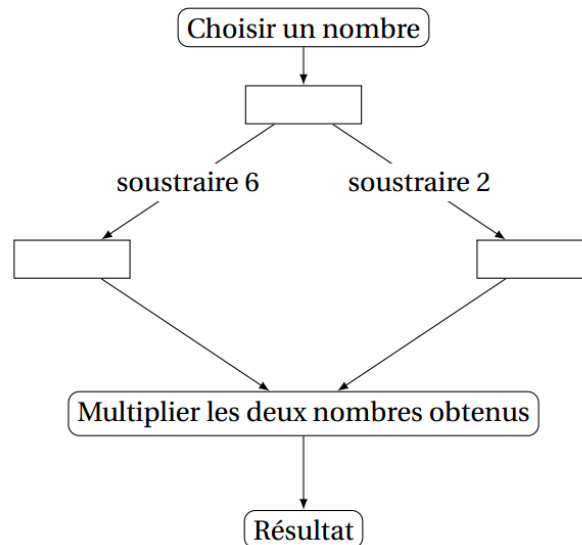 Choisir un nombre
soustraire 6
soustraire 2
Multiplier les deux nombres obtenus
Résultat